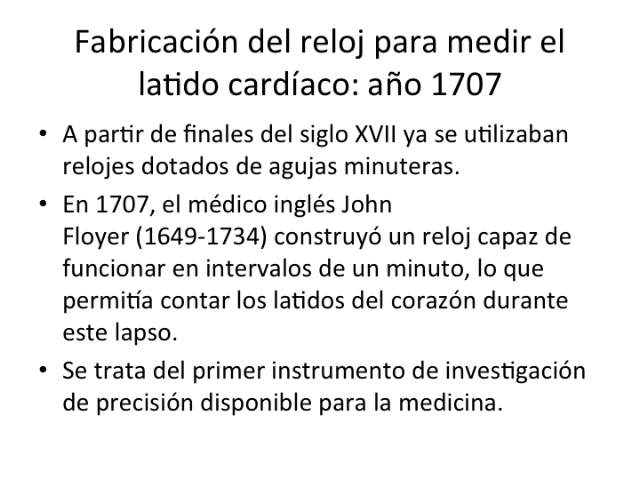 Fabricación del reloj para medir el
latido cardíaco: año 1707
• A partir de finales del siglo XVII ya se utilizaban
relojes dotados de agujas minuteras.
• En 1707, el médico inglés John
Floyer (1649-1734) construyó un reloj capaz de
funcionar en intervalos de un minuto, lo que
permitía contar los latidos del corazón durante
este lapso.
• Se trata del primer instrumento de investigación
de precisión disponible para la medicina.